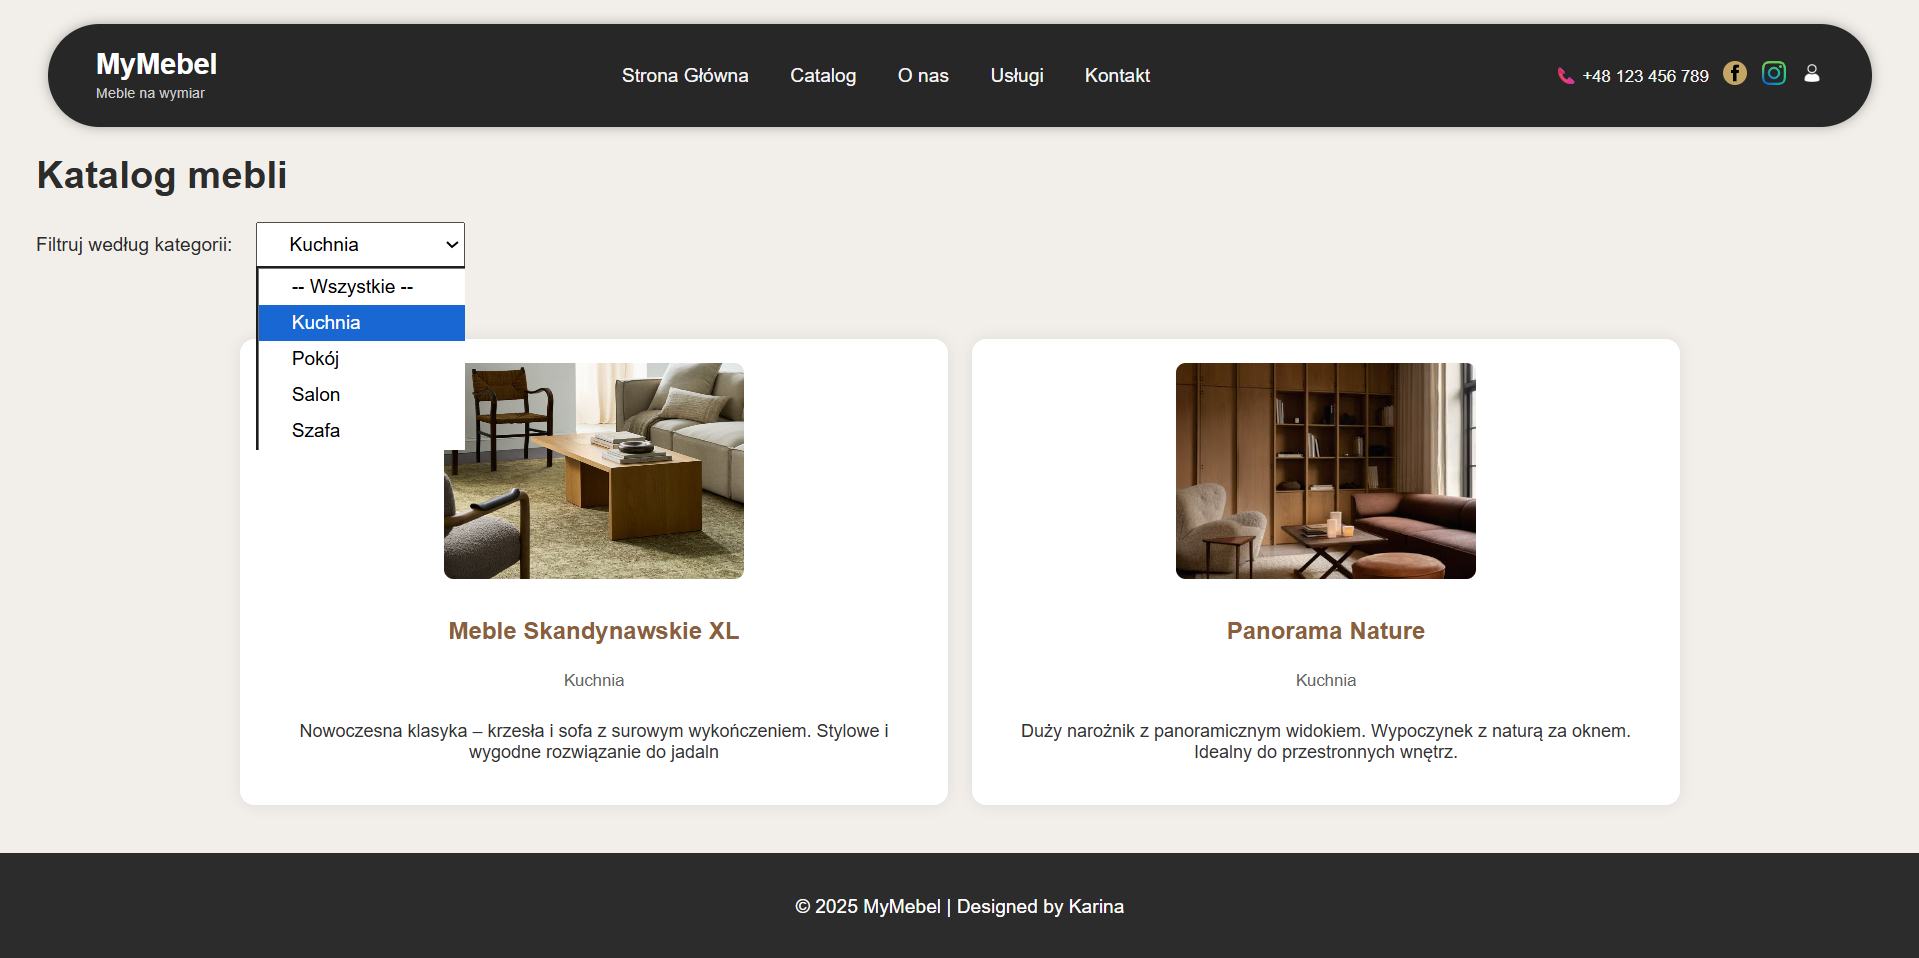 MyMebel
Meble na wymiar
Strona Główna
Catalog
O nas
Usługi
Kontakt
+48 123 456 789
Katalog mebli
Filtruj według kategorii:
Kuchnia
-- Wszystkie --
Kuchnia
Pokój
Salon
Szafa
Meble Skandynawskie XL
Kuchnia
Nowoczesna klasyka – krzesła i sofa z surowym wykończeniem. Stylowe i
wygodne rozwiązanie do jadaln
Panorama Nature
Kuchnia
Duży narożnik z panoramicznym widokiem. Wypoczynek z naturą za oknem.
Idealny do przestronnych wnętrz.
© 2025 MyMebel | Designed by Karina